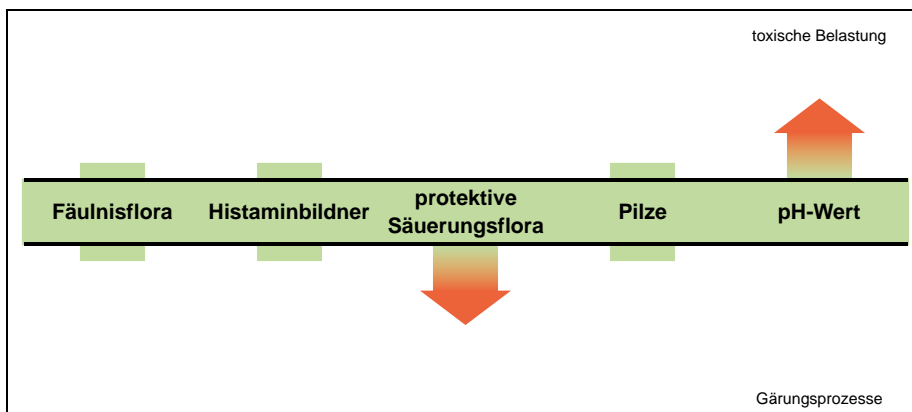 toxische Belastung
Fäulnisflora
Histaminbildner
protektive
Säuerungsflora
Pilze
pH-Wert
Gärungsprozesse